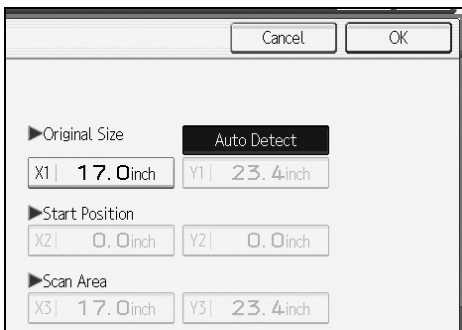 Cancel OK
▶Original Size Auto Detect
X1 17.0inch Y1 23.4inch
▶Start Position
X2 0.0inch Y2 0.0inch
▶Scan Area
X3 17.0inch Y3 23.4inch